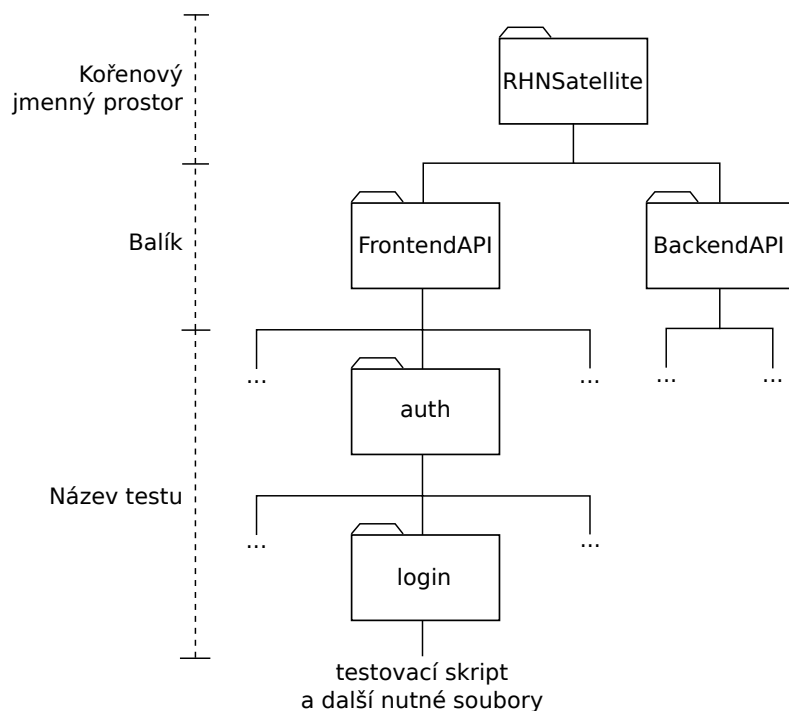 Kořenový
jmenný prostor
RHNSatellite
Balík
FrontendAPI
BackendAPI
...
...
...
...
auth
Název testu
...
...
login
testovací skript
a další nutné soubory